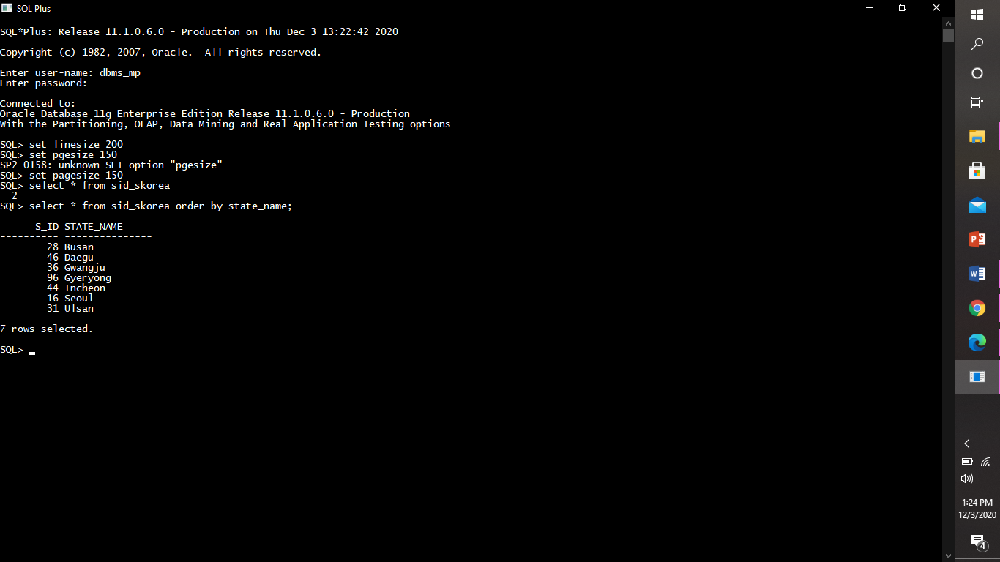 SQL Plus
SQL*Plus: Release 11.1.0.6.0 - Production on Thu Dec 3 13:22:42 2020
Copyright (c) 1982, 2007, Oracle.  All rights reserved.
Enter user-name: dbms_mp
Enter password:
Connected to:
Oracle Database 11g Enterprise Edition Release 11.1.0.6.0 - Production
With the Partitioning, OLAP, Data Mining and Real Application Testing options
SQL> set linesize 200
SQL> set pgesize 150
SP2-0158: unknown SET option "pgesize"
SQL> set pagesize 150
SQL> select * from sid_skorea
  2
SQL> select * from sid_skorea order by state_name;
      S_ID STATE_NAME
---------- ---------------
        28 Busan
        46 Daegu
        36 Gwangju
        96 Gyeryong
        44 Incheon
        16 Seoul
        31 Ulsan
7 rows selected.
SQL>
P
W
1:24 PM
12/3/2020
4